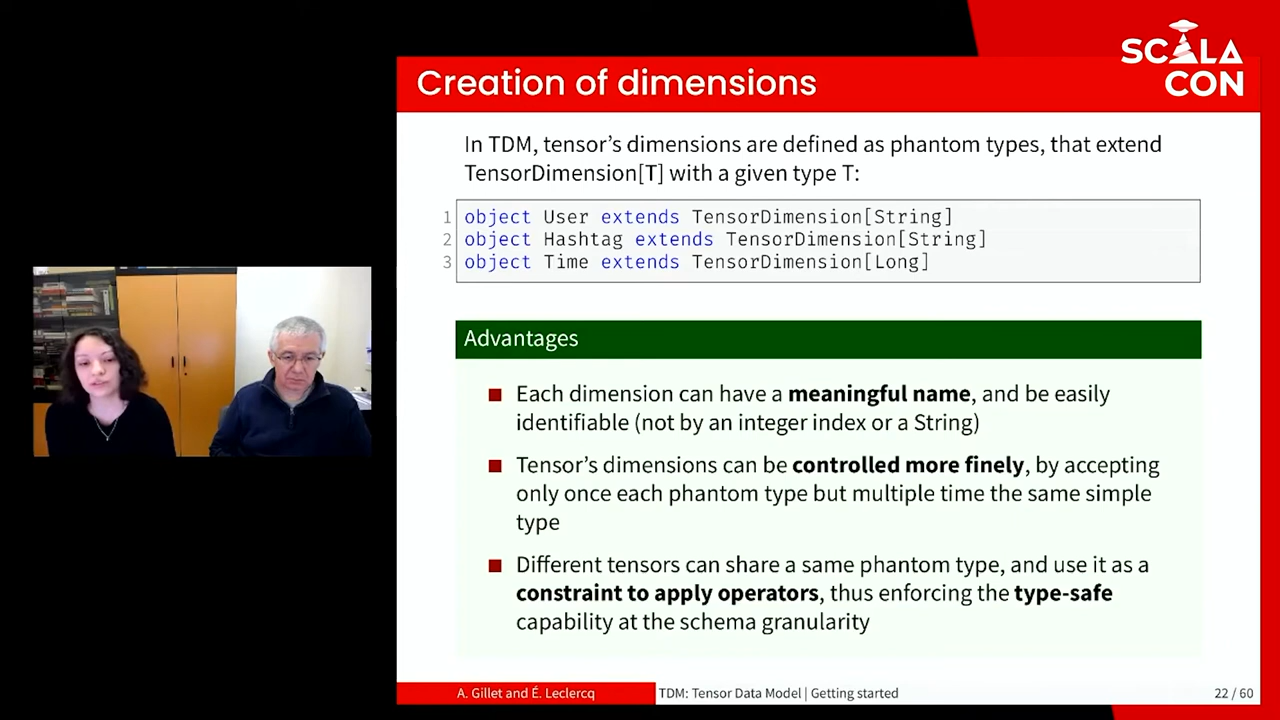 SCALA
CON
Creation of dimensions
In TDM, tensor's dimensions are defined as phantom types, that extend
TensorDimension[T] with a given type T:
1 object User extends TensorDimension[String]
2 object Hashtag extends TensorDimension[String]
3 object Time extends TensorDimension[Long]
Advantages
Each dimension can have a meaningful name, and be easily
identifiable (not by an integer index or a String)
Tensor's dimensions can be controlled more finely, by accepting
only once each phantom type but multiple time the same simple
type
Different tensors can share a same phantom type, and use it as a
constraint to apply operators, thus enforcing the type-safe
capability at the schema granularity
A. Gillet and É. Leclercq TDM: Tensor Data Model | Getting started 22 / 60